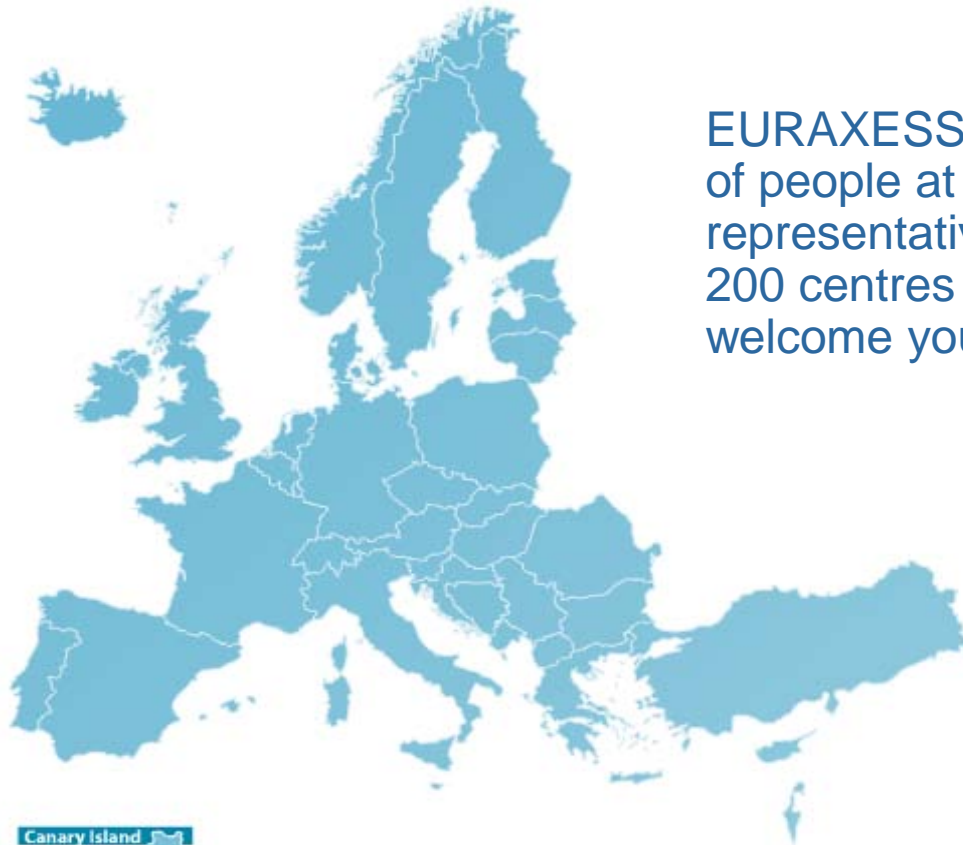 EURAXESS
of people at
representativ
200 centres
welcome you
Canary Island